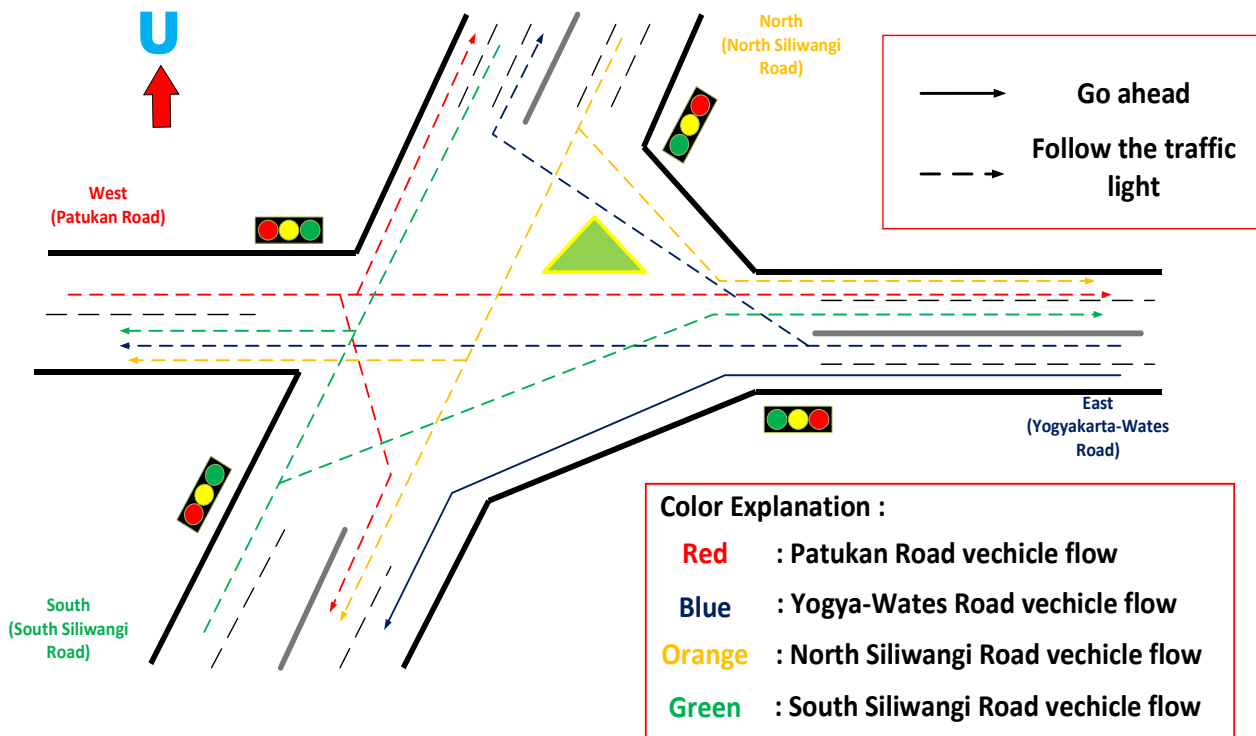 U
North
(North Siliwangi
Road)
Go ahead
Follow the traffic
light
West
(Patukan Road)
East
(Yogyakarta-Wates
Road)
South
(South Siliwangi
Road)
Color Explanation :
Red : Patukan Road vechicle flow
Blue : Yogya-Wates Road vechicle flow
Orange : North Siliwangi Road vechicle flow
Green : South Siliwangi Road vechicle flow